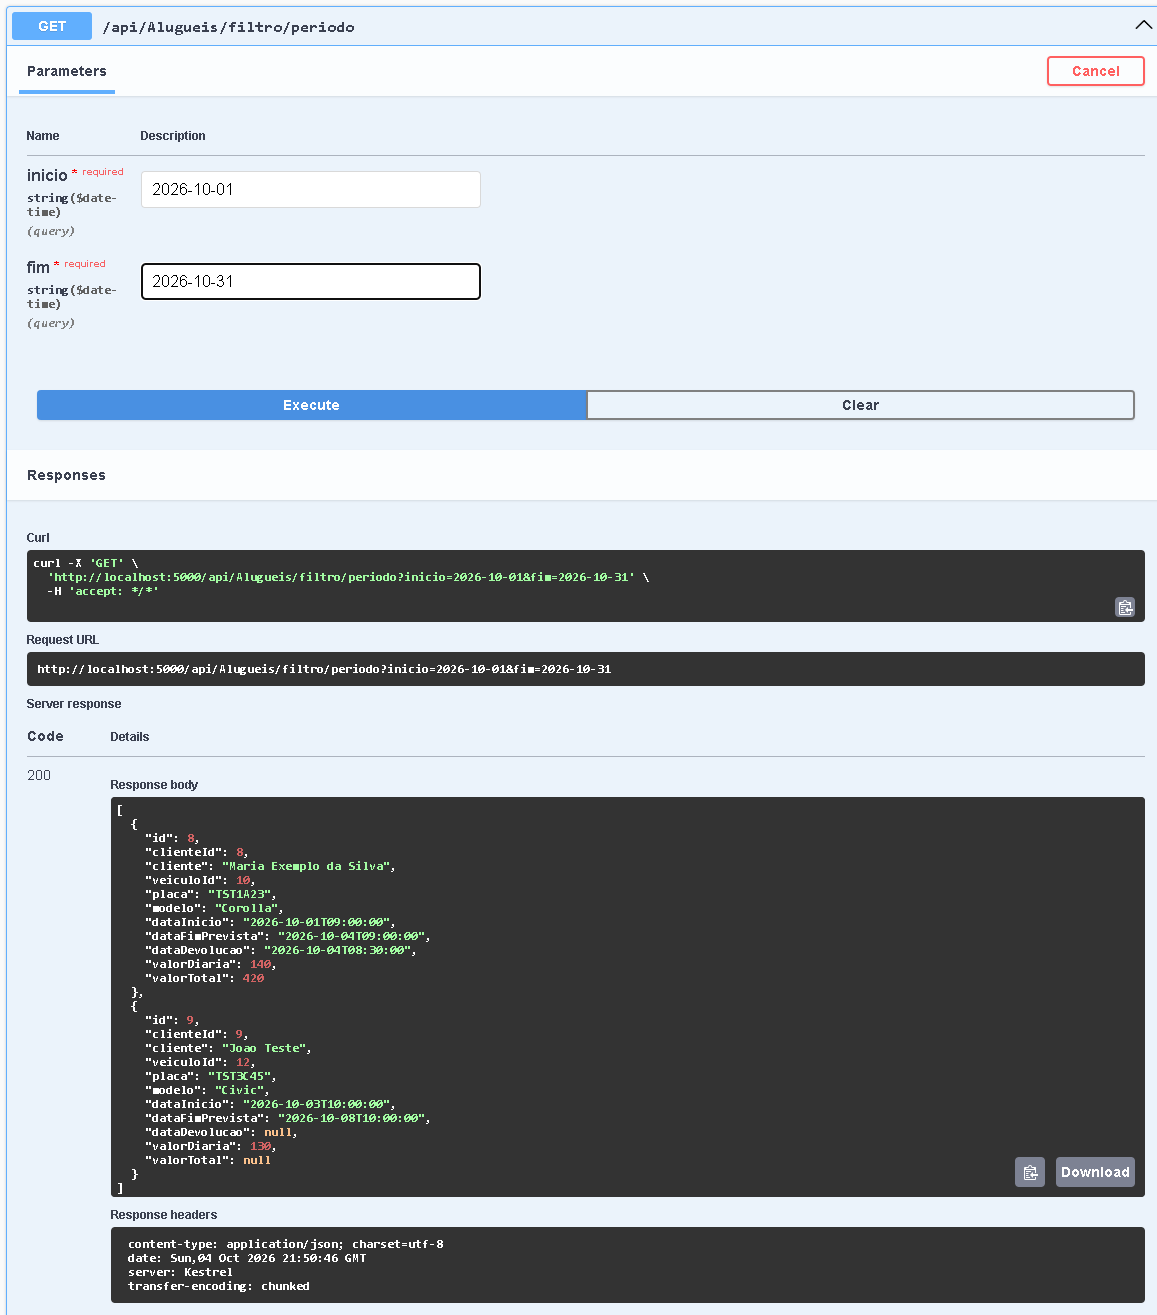 GET /api/Alugueis/filtro/periodo
Parameters
Cancel
Name Description
inicio * required
string($date-
time)
(query)
2026-10-01
fim * required
string($date-
time)
(query)
2026-10-31
Execute
Clear
Responses
Curl
curl -X 'GET' \
'http://localhost:5000/api/Alugueis/filtro/periodo?inicio=2026-10-01&fim=2026-10-31' \
-H 'accept: */*'
Request URL
http://localhost:5000/api/Alugueis/filtro/periodo?inicio=2026-10-01&fim=2026-10-31
Server response
Code Details
200
Response body
[
{
"id": 8,
"clienteId": 8,
"cliente": "Maria Exemplo da Silva",
"veiculoId": 10,
"placa": "TST1A23",
"modelo": "Corolla",
"dataInicio": "2026-10-01T09:00:00",
"dataFimPrevista": "2026-10-04T09:00:00",
"dataDevolucao": "2026-10-04T08:30:00",
"valorDiaria": 140,
"valorTotal": 420
},
{
"id": 9,
"clienteId": 9,
"cliente": "Joao Teste",
"veiculoId": 12,
"placa": "TST3C45",
"modelo": "Civic",
"dataInicio": "2026-10-03T10:00:00",
"dataFimPrevista": "2026-10-08T10:00:00",
"dataDevolucao": null,
"valorDiaria": 130,
"valorTotal": null
}
]
Download
Response headers
content-type: application/json; charset=utf-8
date: Sun,04 Oct 2026 21:50:46 GMT
server: Kestrel
transfer-encoding: chunked